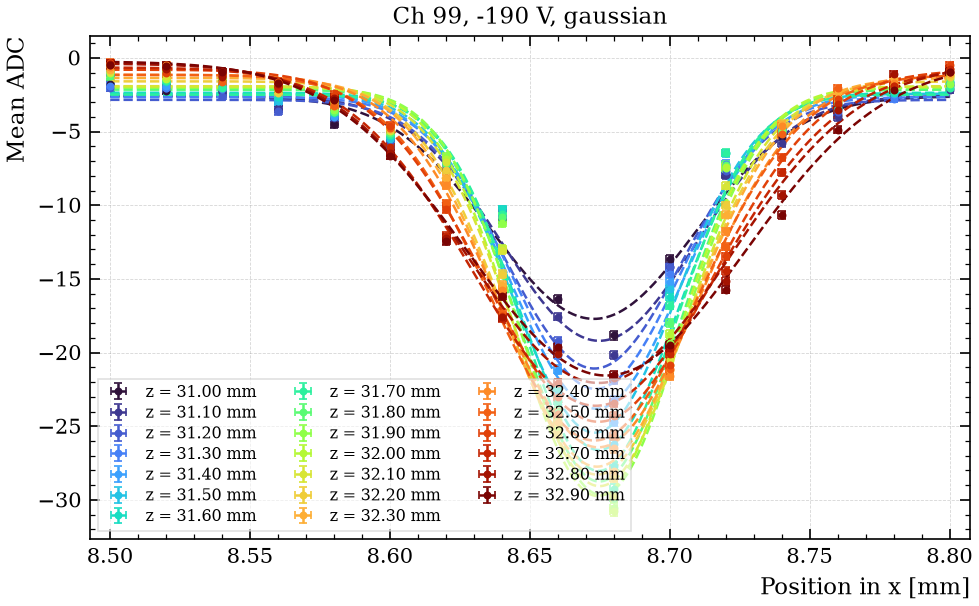 Ch 99, -190 V, gaussian
Mean ADC
0
−5
−10
−15
−20
−25
−30
z = 31.00 mm
z = 31.10 mm
z = 31.20 mm
z = 31.30 mm
z = 31.40 mm
z = 31.50 mm
z = 31.60 mm
z = 31.70 mm
z = 31.80 mm
z = 31.90 mm
z = 32.00 mm
z = 32.10 mm
z = 32.20 mm
z = 32.30 mm
z = 32.40 mm
z = 32.50 mm
z = 32.60 mm
z = 32.70 mm
z = 32.80 mm
z = 32.90 mm
8.50 8.55 8.60 8.65 8.70 8.75 8.80
Position in x [mm]